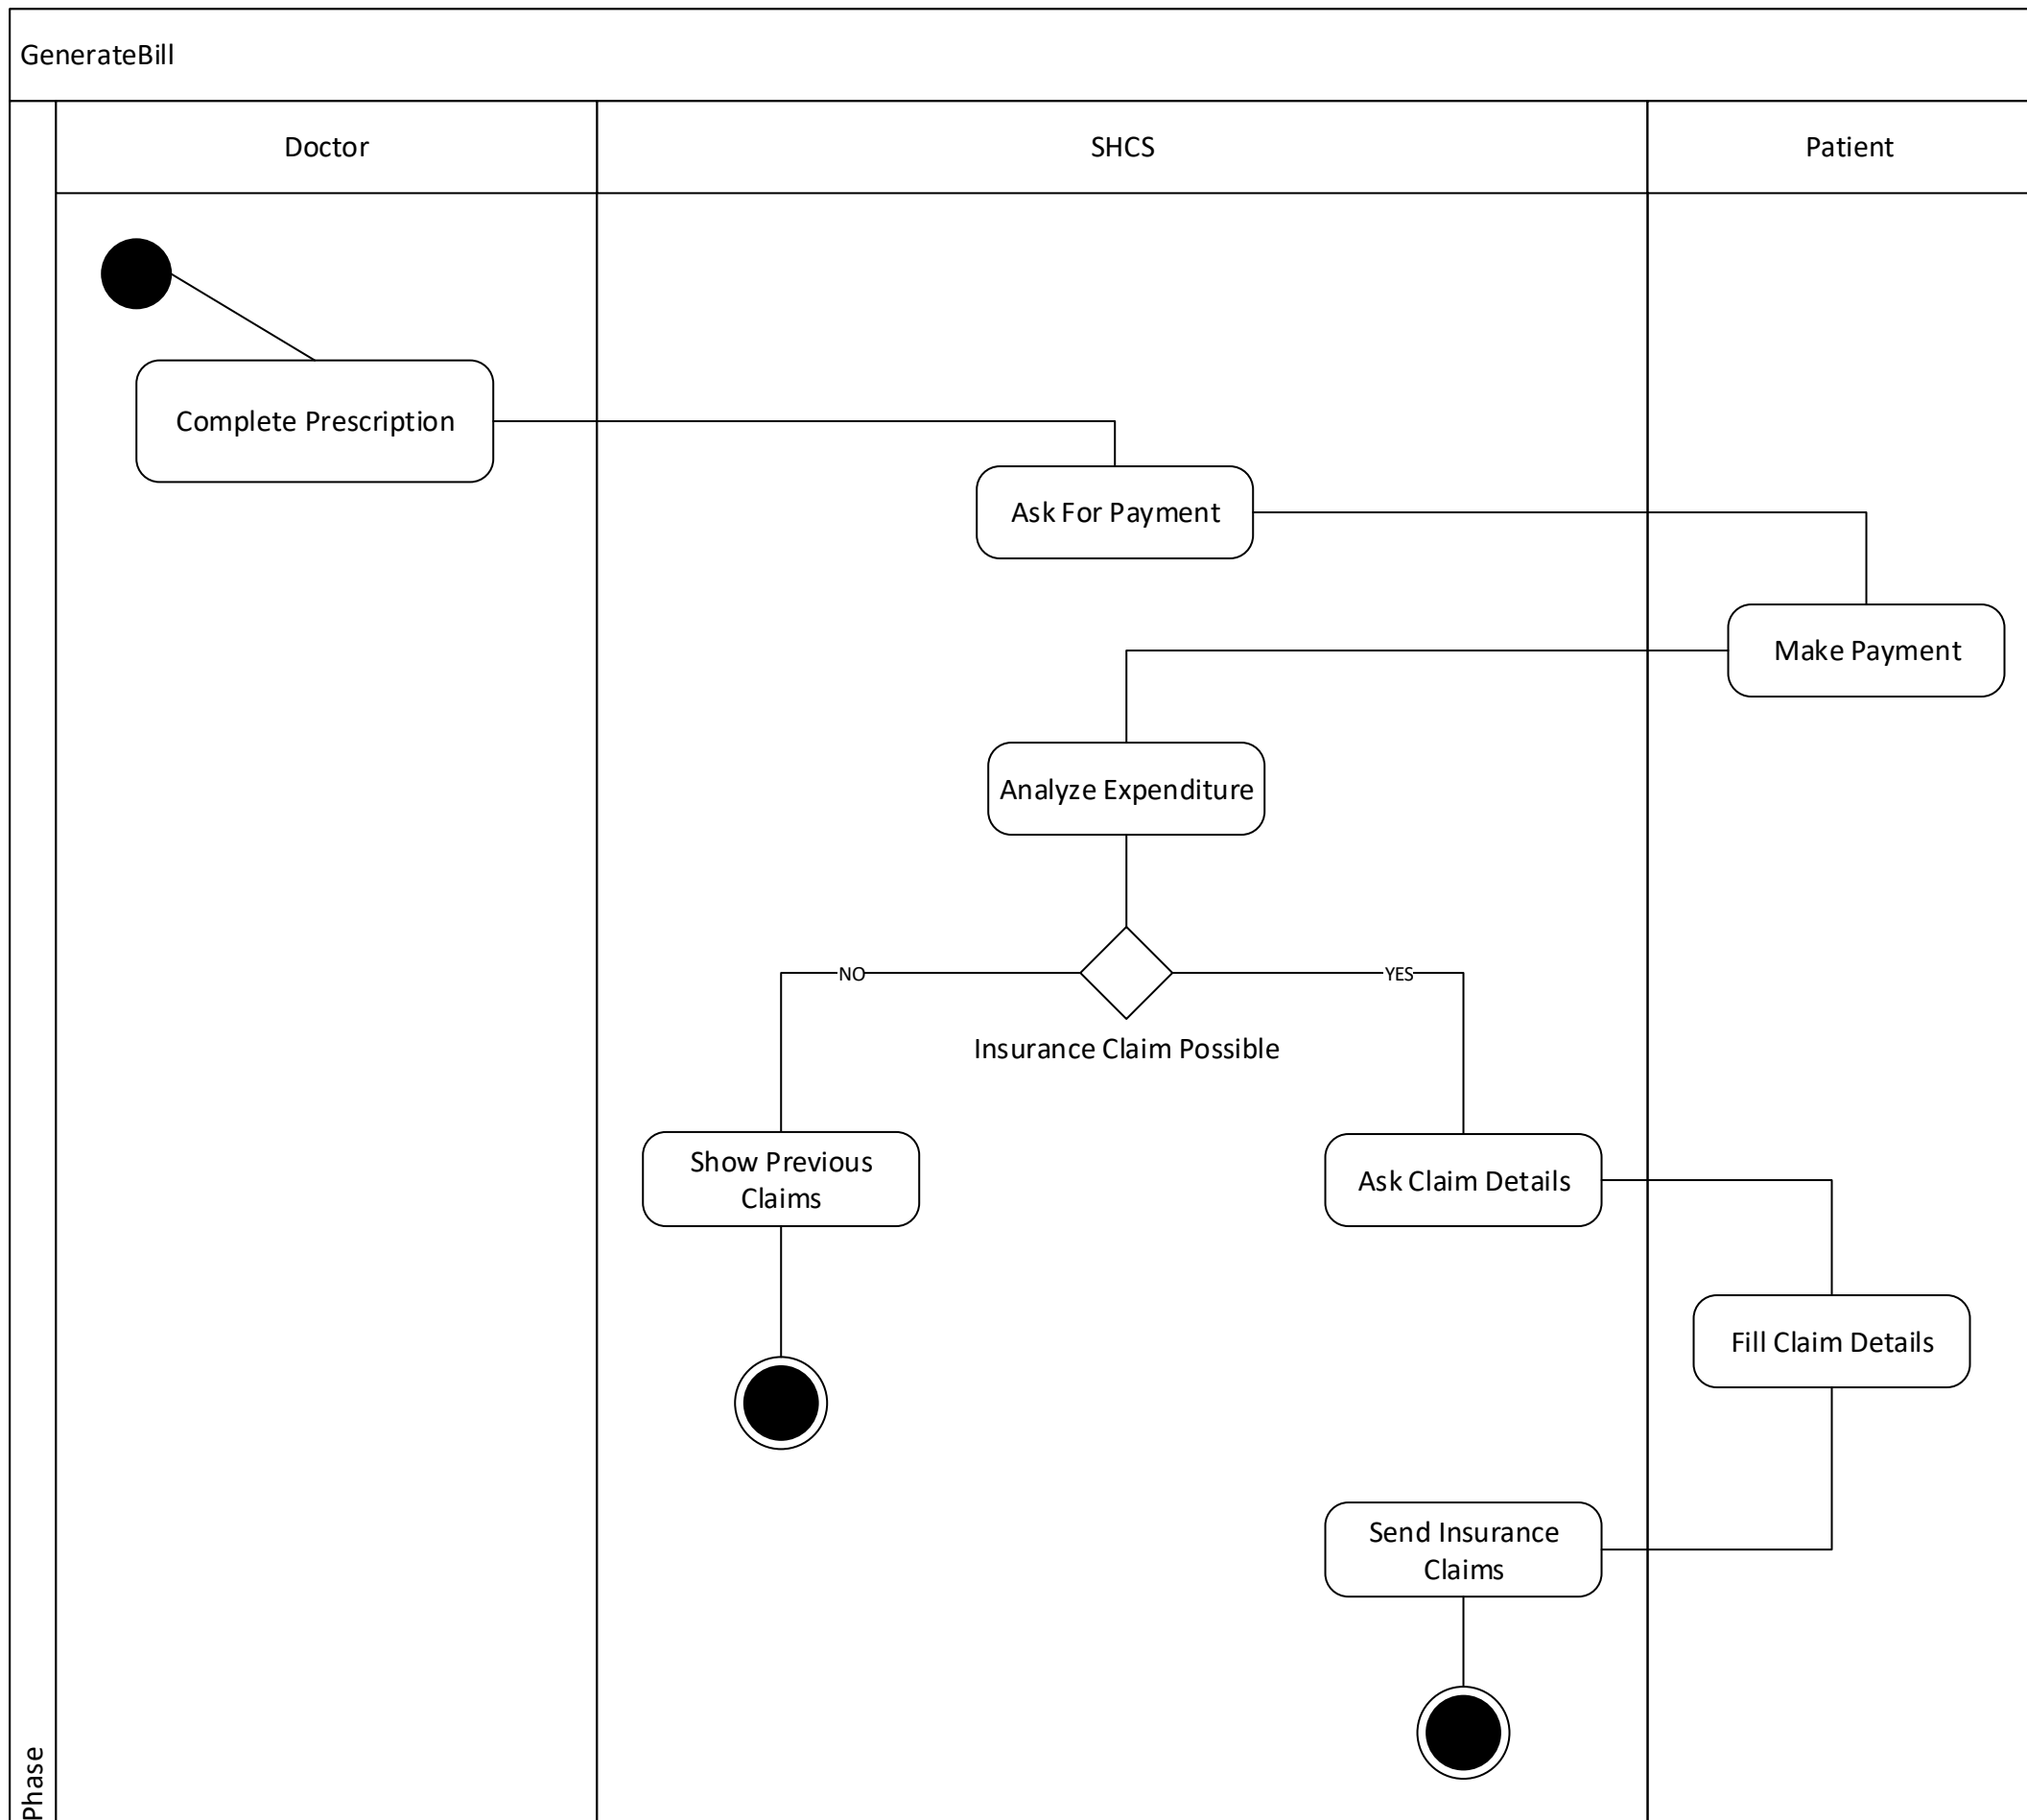 GenerateBill
Doctor
SHCS
Patient
Complete Prescription
Ask For Payment
Make Payment
Analyze Expenditure
NO
YES
Insurance Claim Possible
Show Previous
Claims
Ask Claim Details
Fill Claim Details
Send Insurance
Claims
Phase